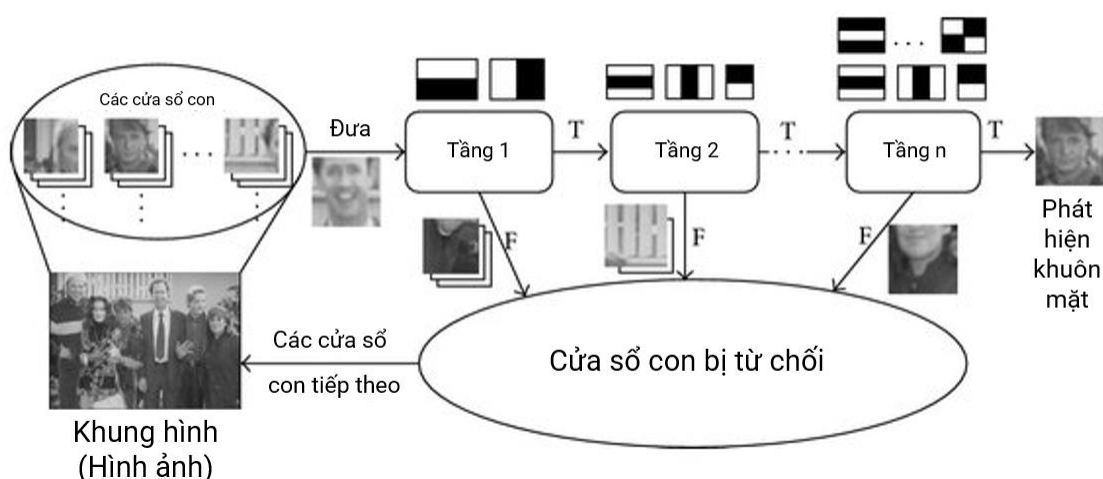 Các cửa sổ con
Đưa
Tầng 1
T
Tầng 2
T
Tầng n
T
F
F
F
Phát
hiện
khuôn
mặt
Các cửa sổ
con tiếp theo
Cửa sổ con bị từ chối
Khung hình
(Hình ảnh)